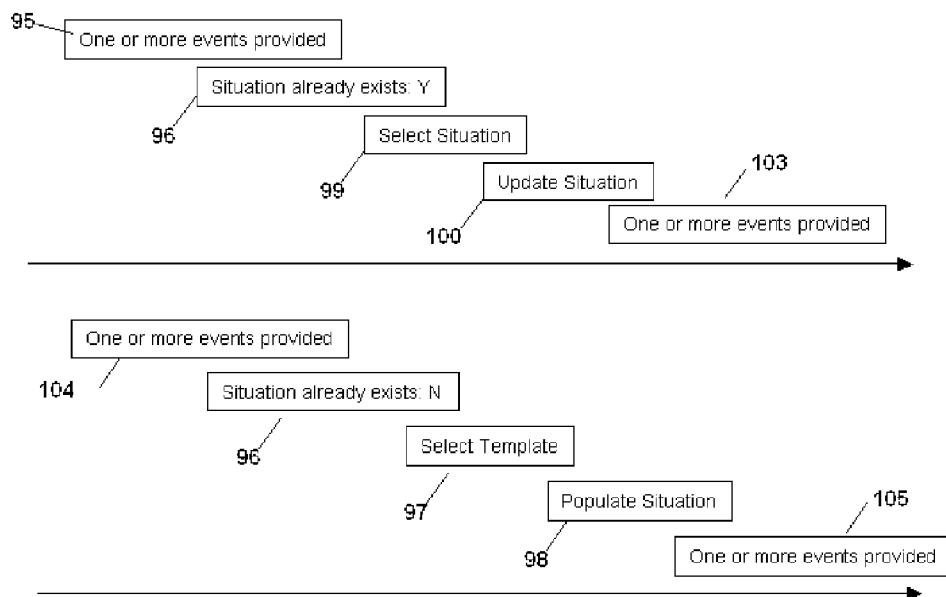 95
One or more events provided
Situation already exists: Y
96
Select Situation
99
Update Situation
100
103
One or more events provided
One or more events provided
104
Situation already exists: N
96
Select Template
97
Populate Situation
98
105
One or more events provided